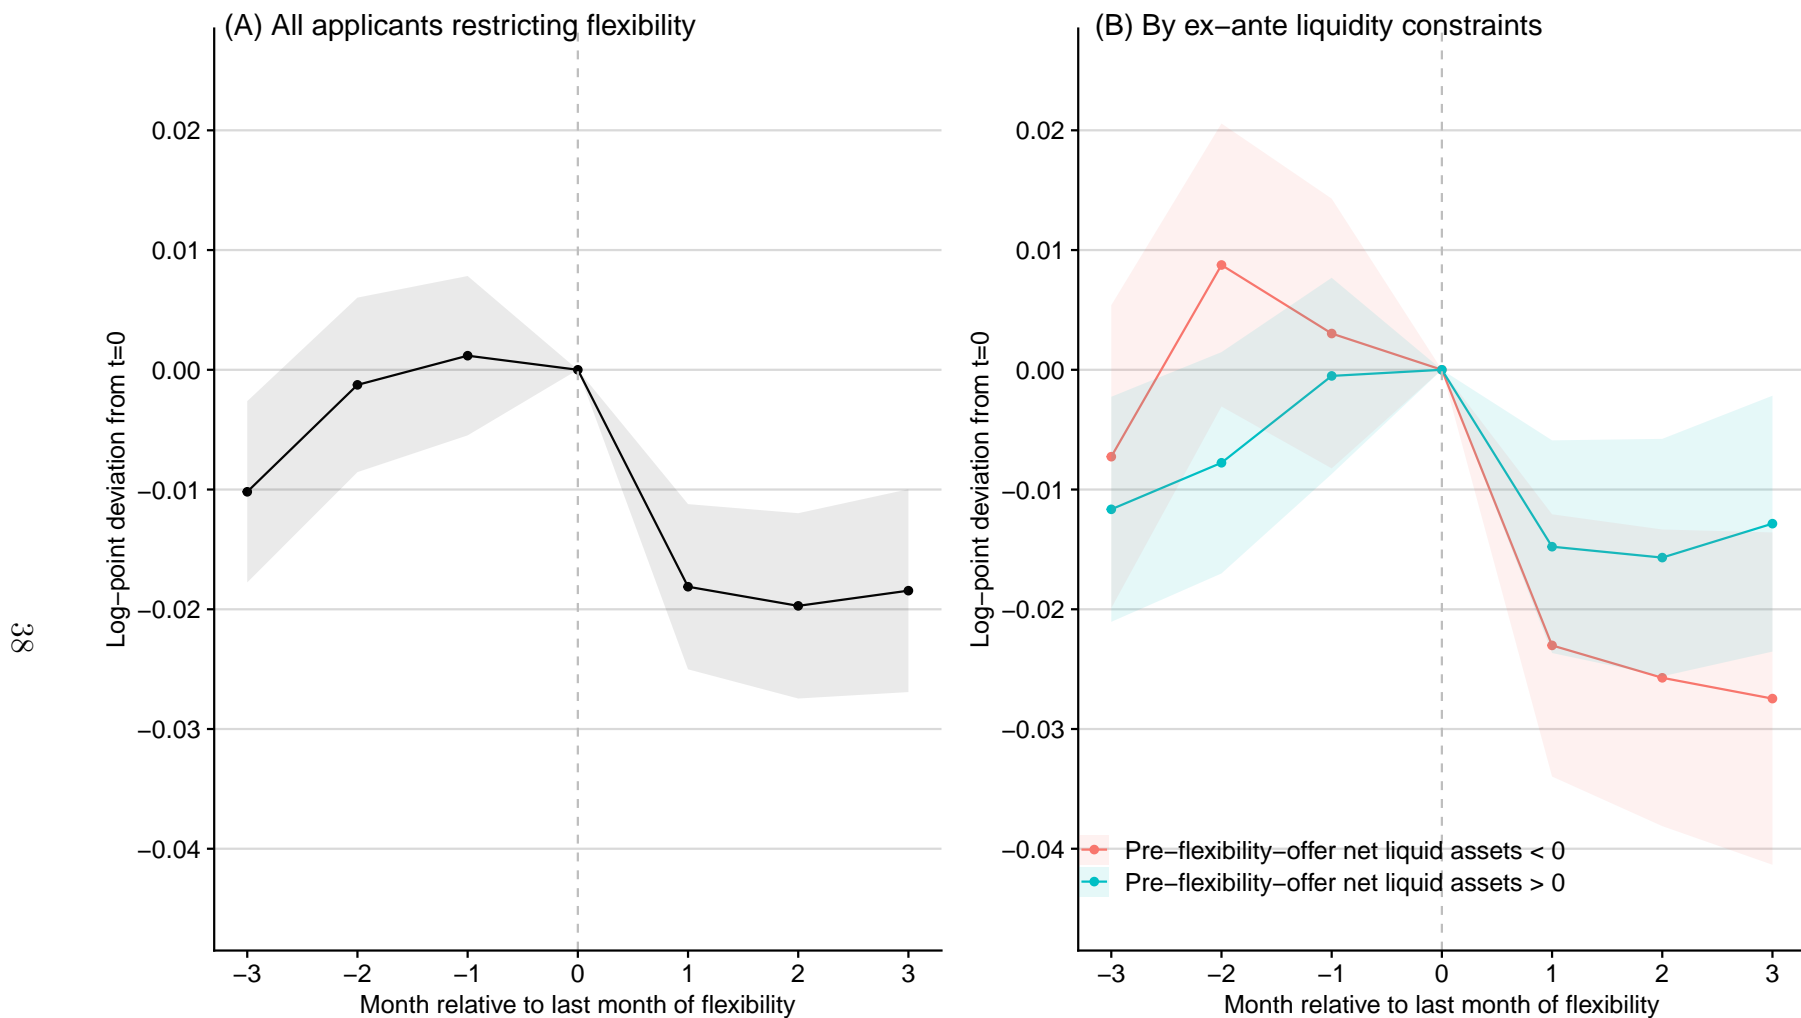 (A) All applicants restricting flexibility
0.02
0.01
0.00
−0.01
−0.02
−0.03
−0.04
Log−point deviation from t=0
−3 −2 −1 0 1 2 3
Month relative to last month of flexibility
(B) By ex−ante liquidity constraints
0.02
0.01
0.00
−0.01
−0.02
−0.03
−0.04
Log−point deviation from t=0
Pre−flexibility−offer net liquid assets < 0
Pre−flexibility−offer net liquid assets > 0
−3 −2 −1 0 1 2 3
Month relative to last month of flexibility
38